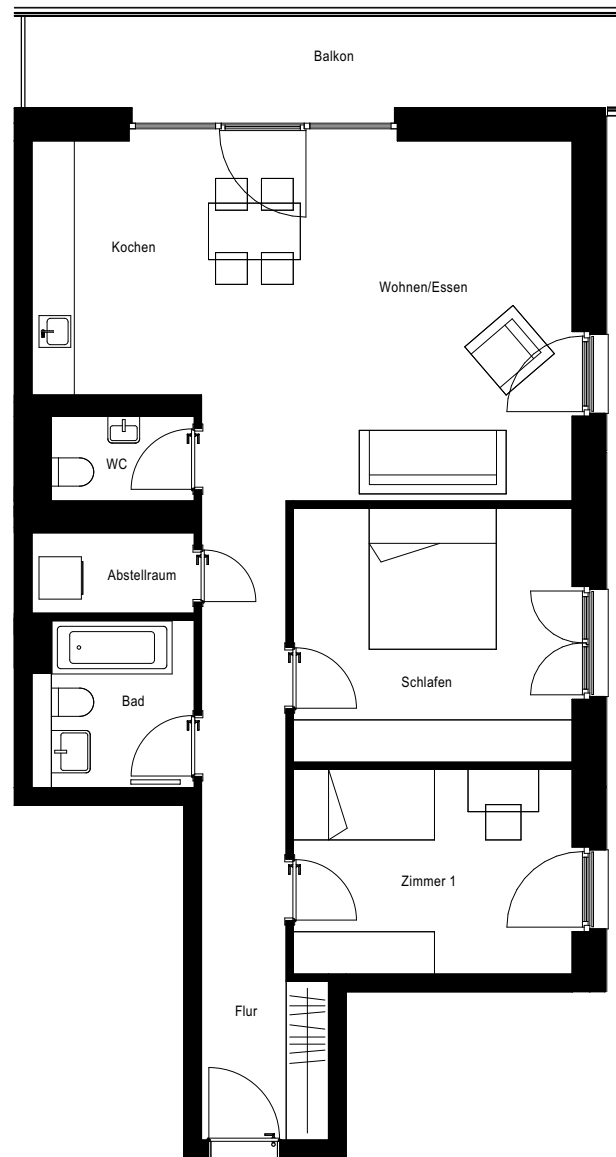 Balkon
Kochen
Wohnen/Essen
WC
Abstellraum
Schlafen
Bad
Zimmer 1
Flur